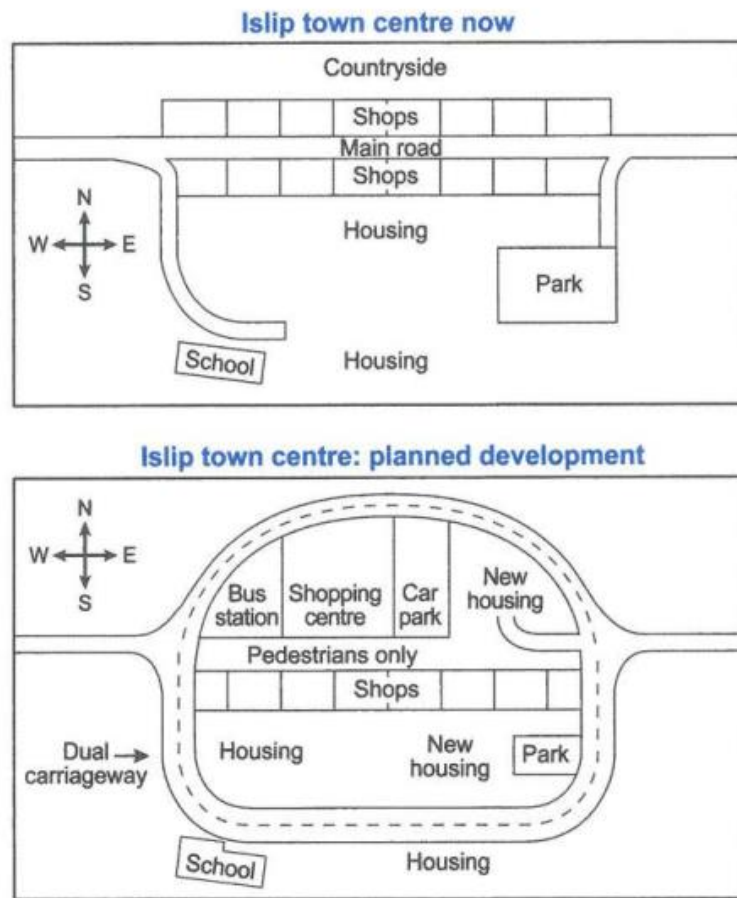 Islip town centre now
Countryside
Shops
Main road
Shops
N
W E
S
Housing
Park
School
Housing
Islip town centre: planned development
N
W E
S
Bus
station
Shopping
centre
Car
park
New
housing
Pedestrians only
Shops
Dual
carriageway
Housing
New
housing
Park
School
Housing